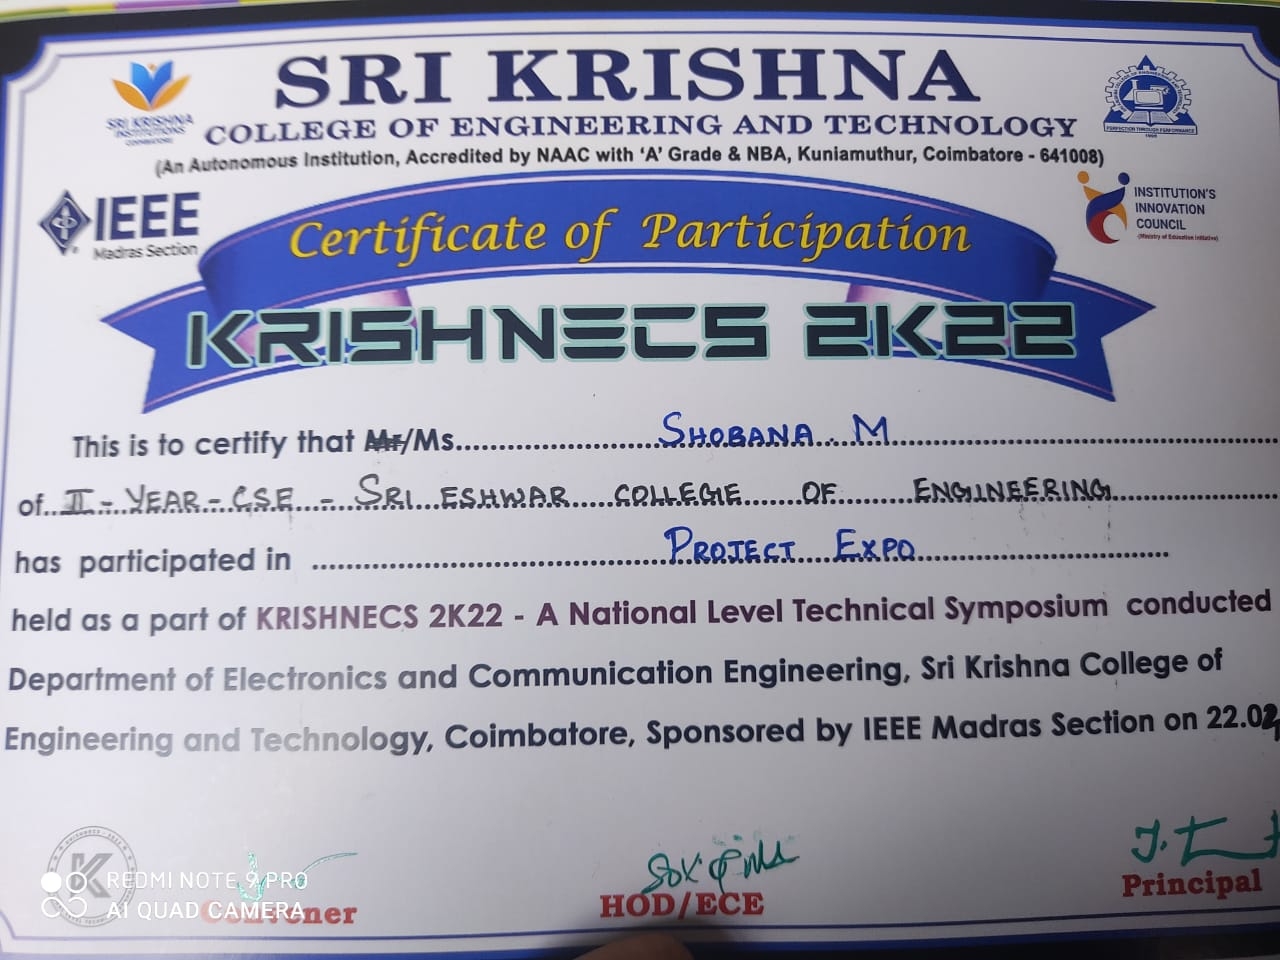 SRI KRISHNA
COLLEGE OF ENGINEERING AND TECHNOLOGY
(An Autonomous Institution, Accredited by NAAC with ‘A’ Grade & NBA, Kuniamuthur, Coimbatore - 641008)
SRI KRISHNA
INSTITUTIONS
COIMBATORE
PERFECTION THROUGH PERFORMANCE
IEEE
Madras Section
INSTITUTION'S
INNOVATION
COUNCIL
(Ministry of Education Initiative)
Certificate of Participation
KRISHNECS 2K22
This is to certify that Mr/Ms. SHOBANA. M
of II - YEAR - C.S.E - SRI ESHWAR COLLEGE OF ENGINEERING
has participated in PROJECT EXPO
held as a part of KRISHNECS 2K22 - A National Level Technical Symposium conducted
Department of Electronics and Communication Engineering, Sri Krishna College of
Engineering and Technology, Coimbatore, Sponsored by IEEE Madras Section on 22.02
Convener
HOD/ECE
Principal
REDMI NOTE 9 PRO
AI QUAD CAMERA